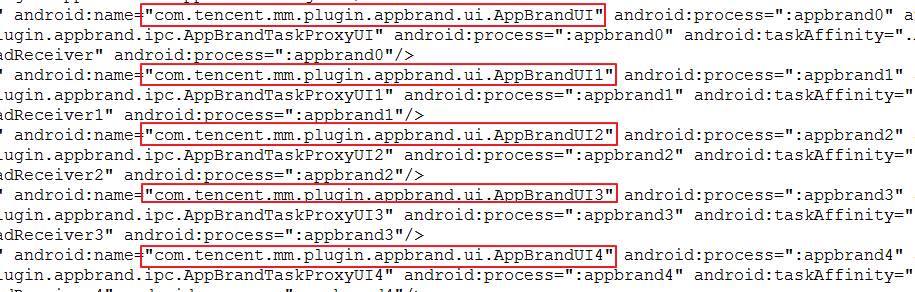 " android:name="com.tencent.mm.plugin.appbrand.ui.AppBrandUI" android:process=":appbrand0" an
lugin.appbrand.ipc.AppBrandTaskProxyUI" android:process=":appbrand0" android:taskAffinity=".
adReceiver" android:process=":appbrand0"/>
" android:name="com.tencent.mm.plugin.appbrand.ui.AppBrandUI1" android:process=":appbrand1"
lugin.appbrand.ipc.AppBrandTaskProxyUI1" android:process=":appbrand1" android:taskAffinity="
adReceiver1" android:process=":appbrand1"/>
" android:name="com.tencent.mm.plugin.appbrand.ui.AppBrandUI2" android:process=":appbrand2"
lugin.appbrand.ipc.AppBrandTaskProxyUI2" android:process=":appbrand2" android:taskAffinity="
adReceiver2" android:process=":appbrand2"/>
" android:name="com.tencent.mm.plugin.appbrand.ui.AppBrandUI3" android:process=":appbrand3"
lugin.appbrand.ipc.AppBrandTaskProxyUI3" android:process=":appbrand3" android:taskAffinity="
adReceiver3" android:process=":appbrand3"/>
" android:name="com.tencent.mm.plugin.appbrand.ui.AppBrandUI4" android:process=":appbrand4"
lugin.appbrand.ipc.AppBrandTaskProxyUI4" android:process=":appbrand4" android:taskAffinity="